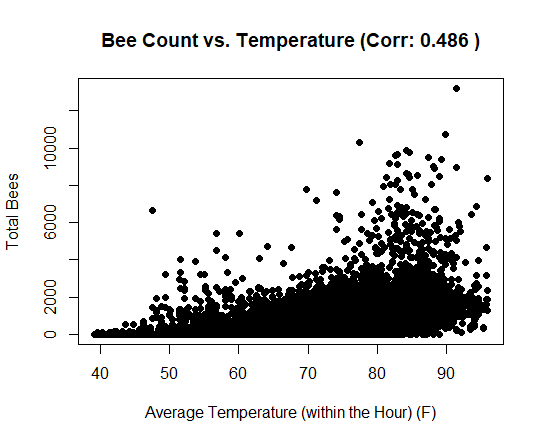 Bee Count vs. Temperature (Corr: 0.486 )
Total Bees
10000
6000
2000
0
40 50 60 70 80 90
Average Temperature (within the Hour) (F)